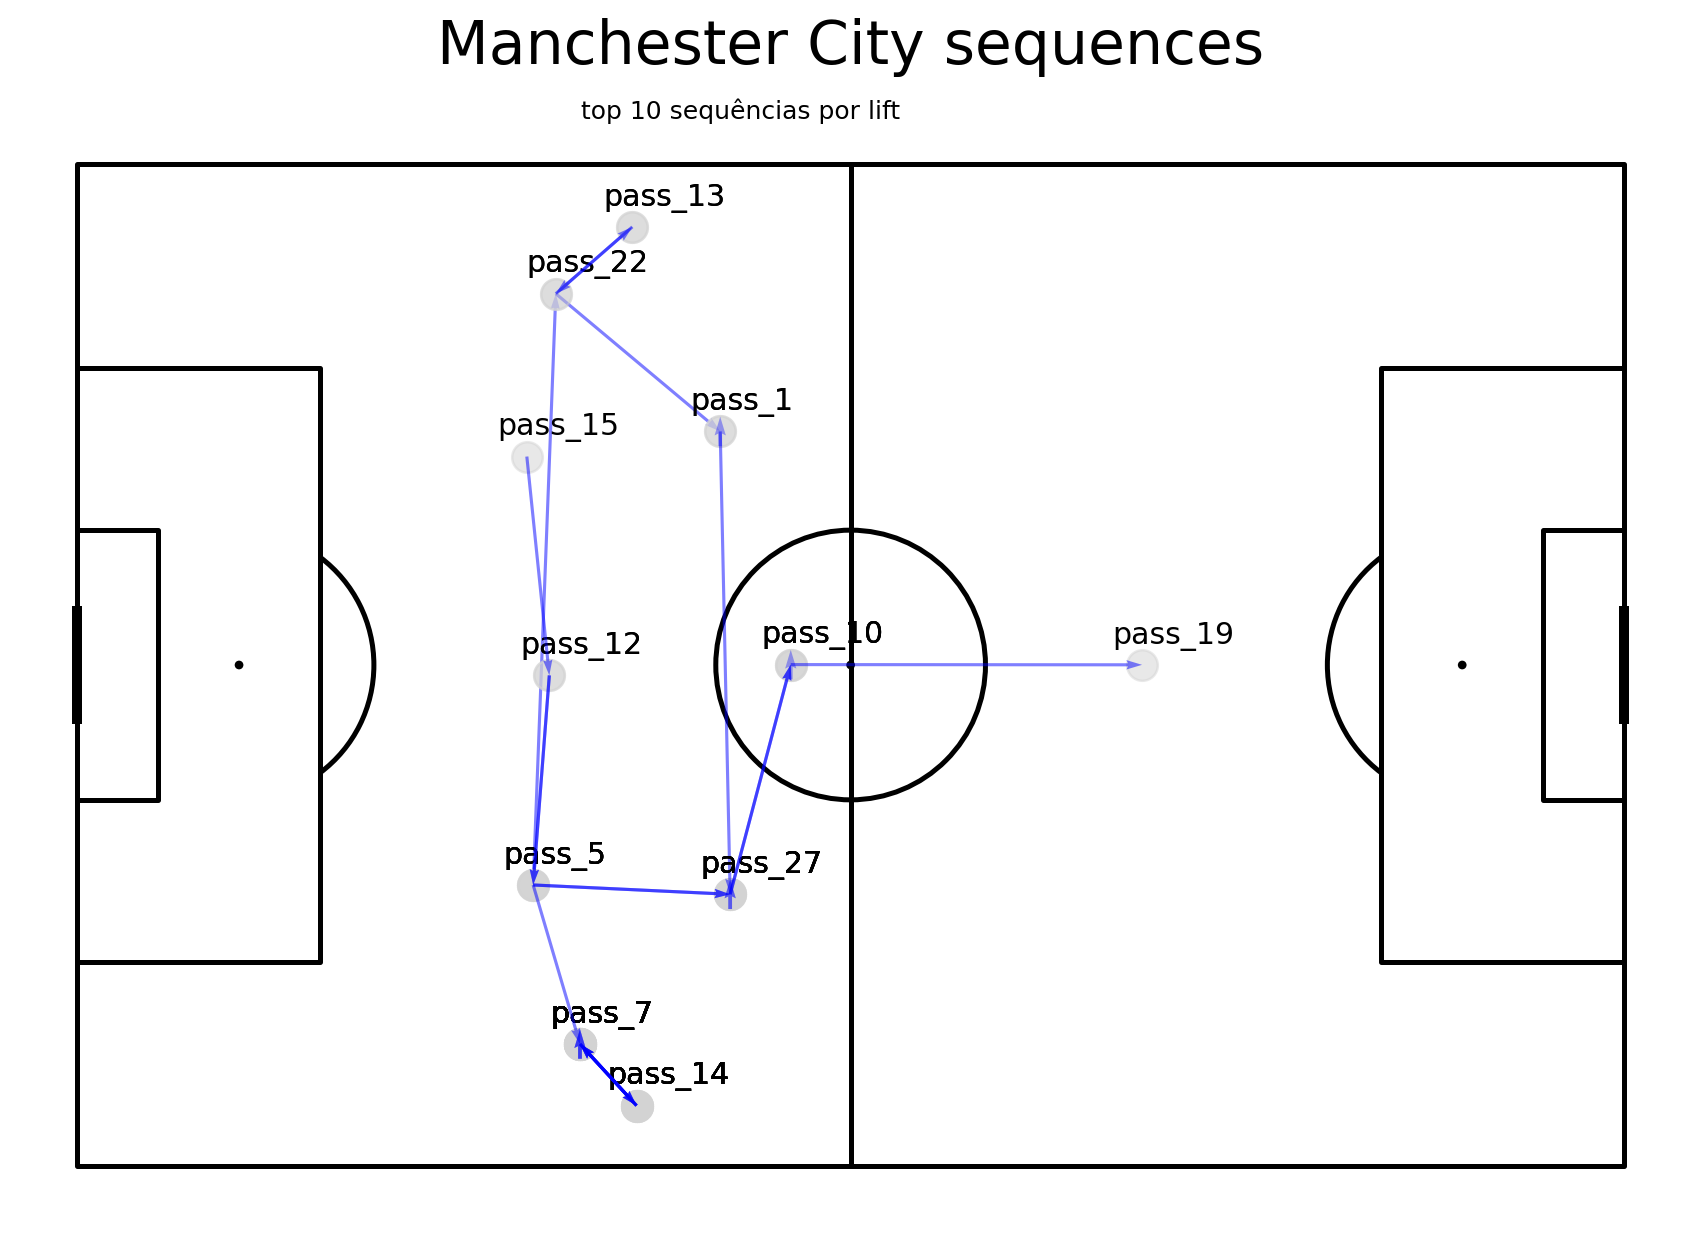 Manchester City sequences
top 10 sequências por lift
pass_13
pass_22
pass_1
pass_15
pass_10
pass_19
pass_12
pass_5
pass_27
pass_7
pass_14